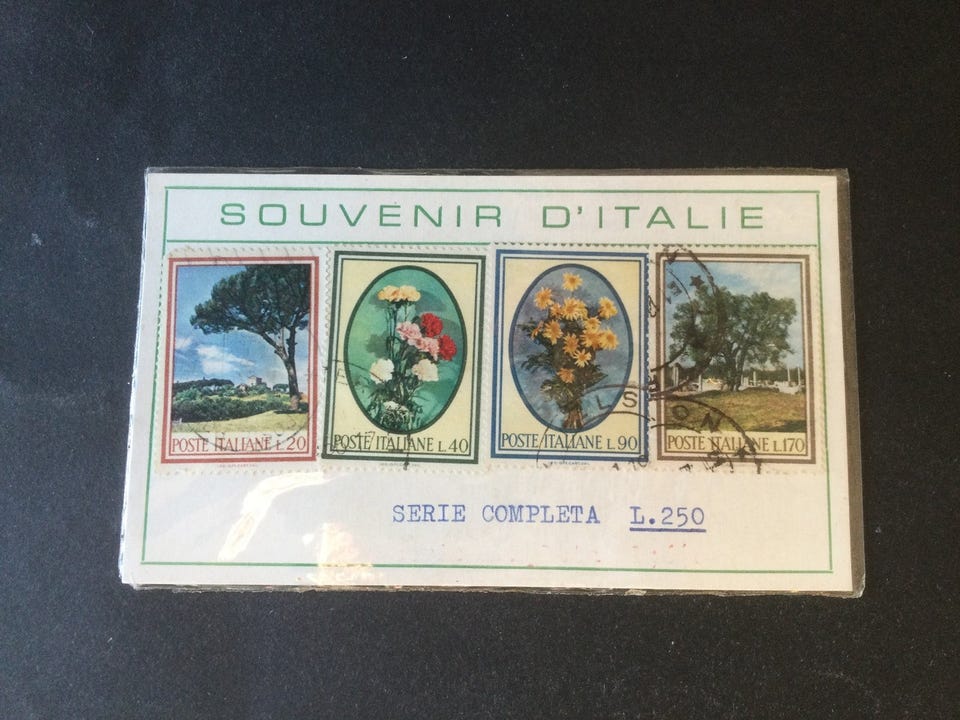 SOUVENIR D'ITALIE
POSTE ITALIANE L.20
POSTE ITALIANE L.40
POSTE ITALIANE L.90
POSTE ITALIANE L.170
SERIE COMPLETA L.250